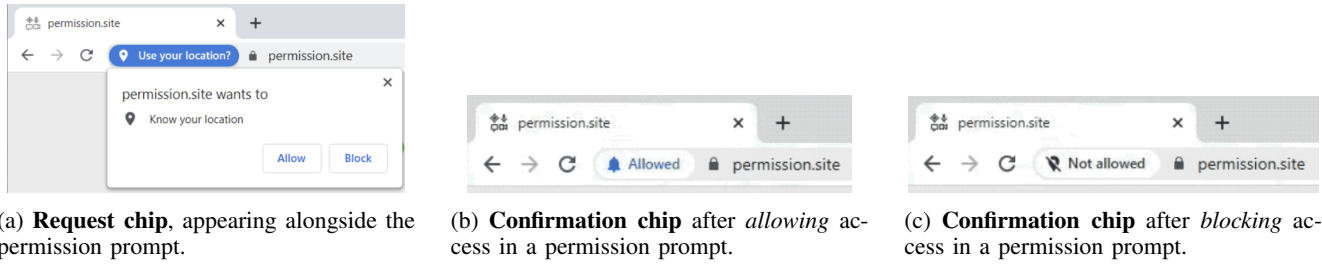 permission.site
Use your location? permission.site
permission.site wants to
Know your location
Allow Block
(a) Request chip, appearing alongside the
permission prompt.
permission.site
Allowed permission.site
(b) Confirmation chip after allowing ac-
cess in a permission prompt.
permission.site
Not allowed permission.site
(c) Confirmation chip after blocking ac-
cess in a permission prompt.